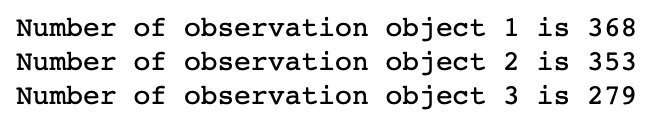 Number of observation object 1 is 368
Number of observation object 2 is 353
Number of observation object 3 is 279